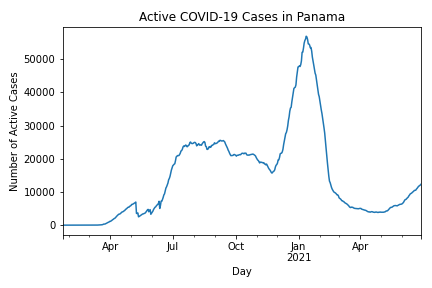 Active COVID-19 Cases in Panama
Number of Active Cases
50000
40000
30000
20000
10000
0
Apr
Jul
Oct
Jan
2021
Apr
Day